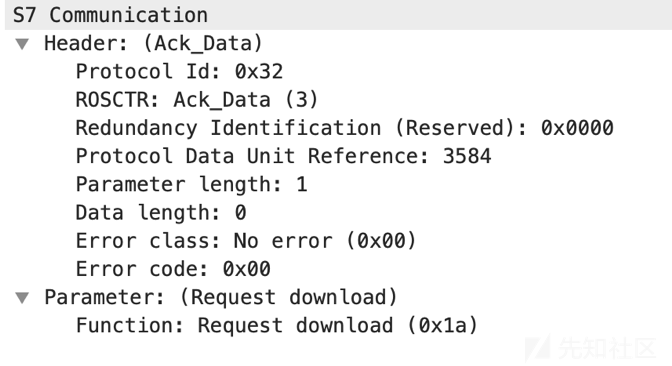 S7 Communication
Header: (Ack_Data)
Protocol Id: 0x32
ROSCTR: Ack_Data (3)
Redundancy Identification (Reserved): 0x0000
Protocol Data Unit Reference: 3584
Parameter length: 1
Data length: 0
Error class: No error (0x00)
Error code: 0x00
Parameter: (Request download)
Function: Request download (0x1a)
先知社区